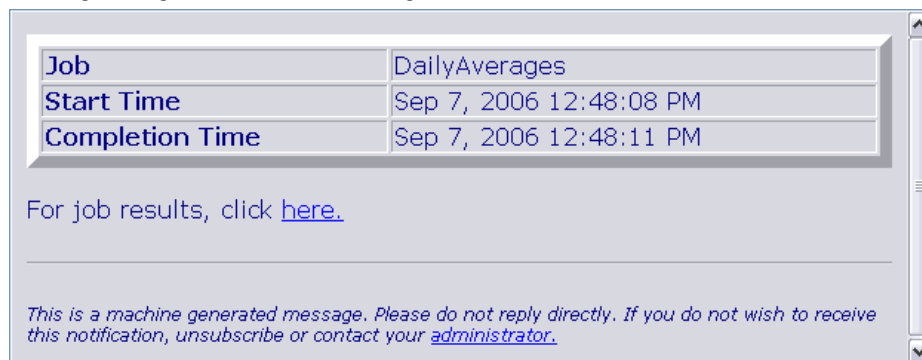 Job DailyAverages
Start Time Sep 7, 2006 12:48:08 PM
Completion Time Sep 7, 2006 12:48:11 PM
For job results, click here.
This is a machine generated message. Please do not reply directly. If you do not wish to receive
this notification, unsubscribe or contact your administrator.